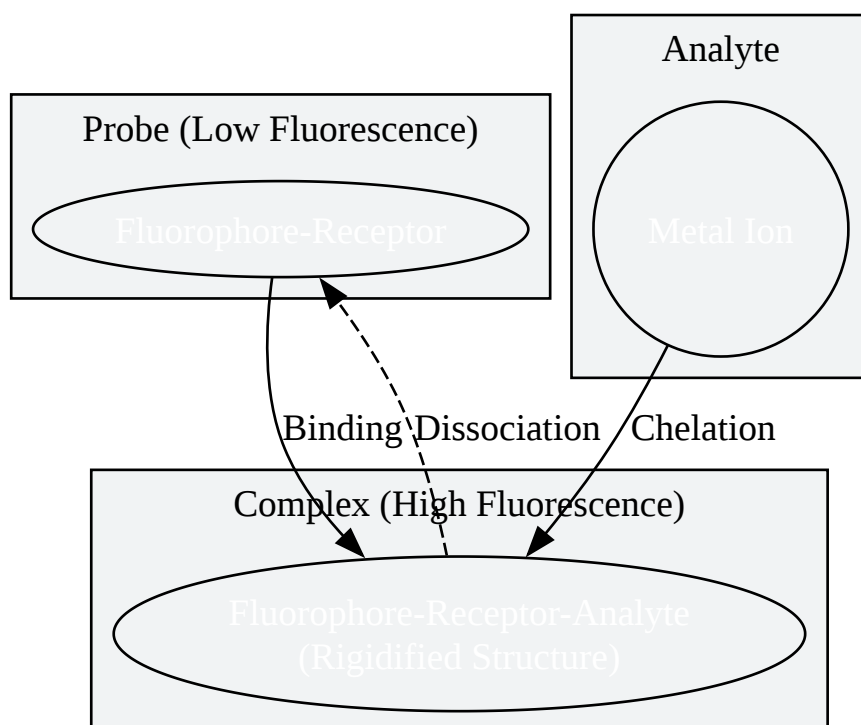 Analyte
Probe (Low Fluorescence)
Fluorophore-Receptor
Metal Ion
Binding
Dissociation
Chelation
Complex (High Fluorescence)
Fluorophore-Receptor-Analyte
(Rigidified Structure)